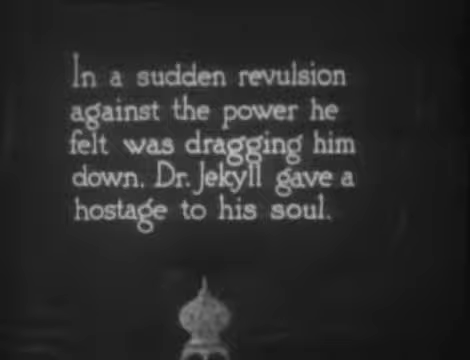 In a sudden revulsion
against the power he
felt was dragging him
down, Dr. Jekyll gave a
hostage to his soul.